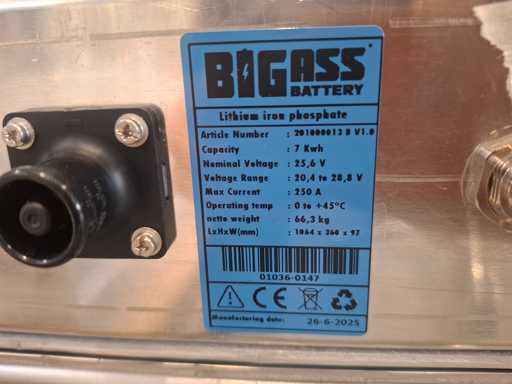 BIGASS
BATTERY
Lithium iron phosphate
Article Number : 201000013 B V1.0
Capacity : 7 Kwh
Nominal Voltage : 25,6 V
Voltage Range : 20,4 to 28,8 V
Max Current : 250 A
Operating temp : 0 to +45°C
nette weight : 66,3 kg
LxHxW(mm) : 1064 x 360 x 97
01036-0147
CE
Manufacturing date: 26-6-2025